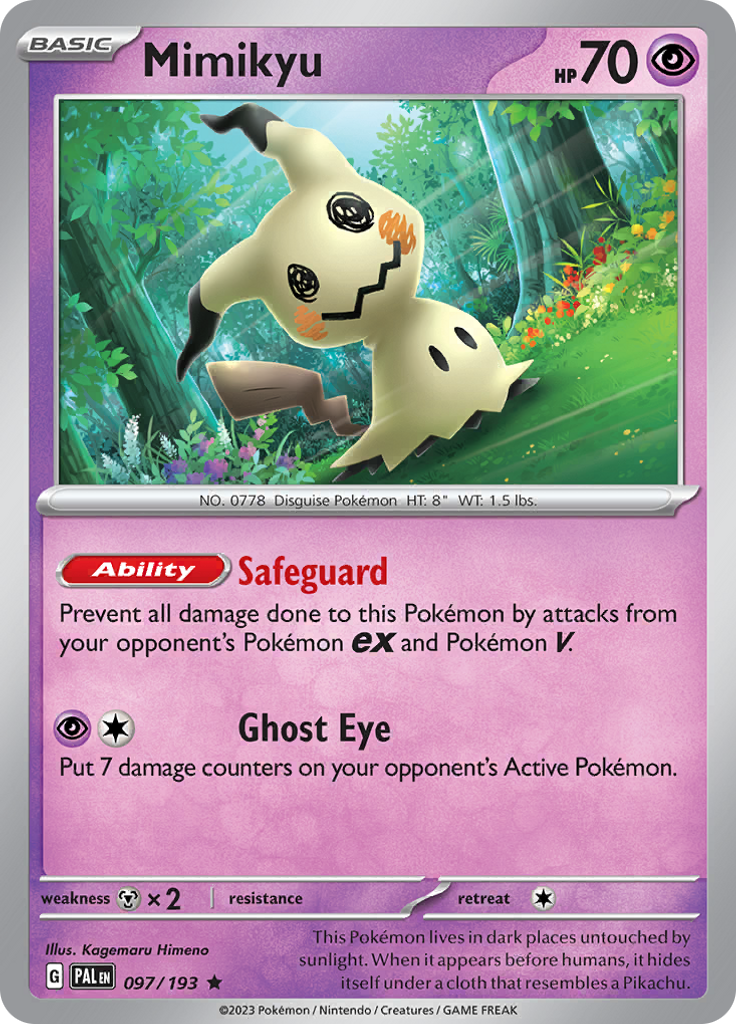 BASIC
Mimikyu
HP 70
NO. 0778 Disguise Pokémon HT: 8" WT: 1.5 lbs.
Ability Safeguard
Prevent all damage done to this Pokémon by attacks from
your opponent's Pokémon ex and Pokémon V.
Ghost Eye
Put 7 damage counters on your opponent's Active Pokémon.
weakness ×2 resistance retreat
Illus. Kagemaru Himeno
G PAL EN 097/193 ★
This Pokémon lives in dark places untouched by
sunlight. When it appears before humans, it hides
itself under a cloth that resembles a Pikachu.
©2023 Pokémon / Nintendo / Creatures / GAME FREAK